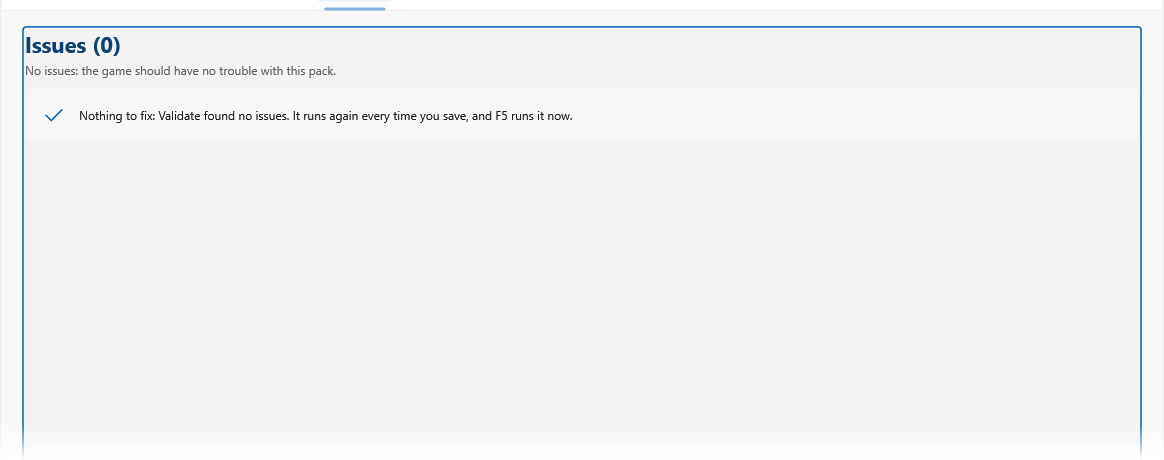 Issues (0)
No issues: the game should have no trouble with this pack.
Nothing to fix: Validate found no issues. It runs again every time you save, and F5 runs it now.